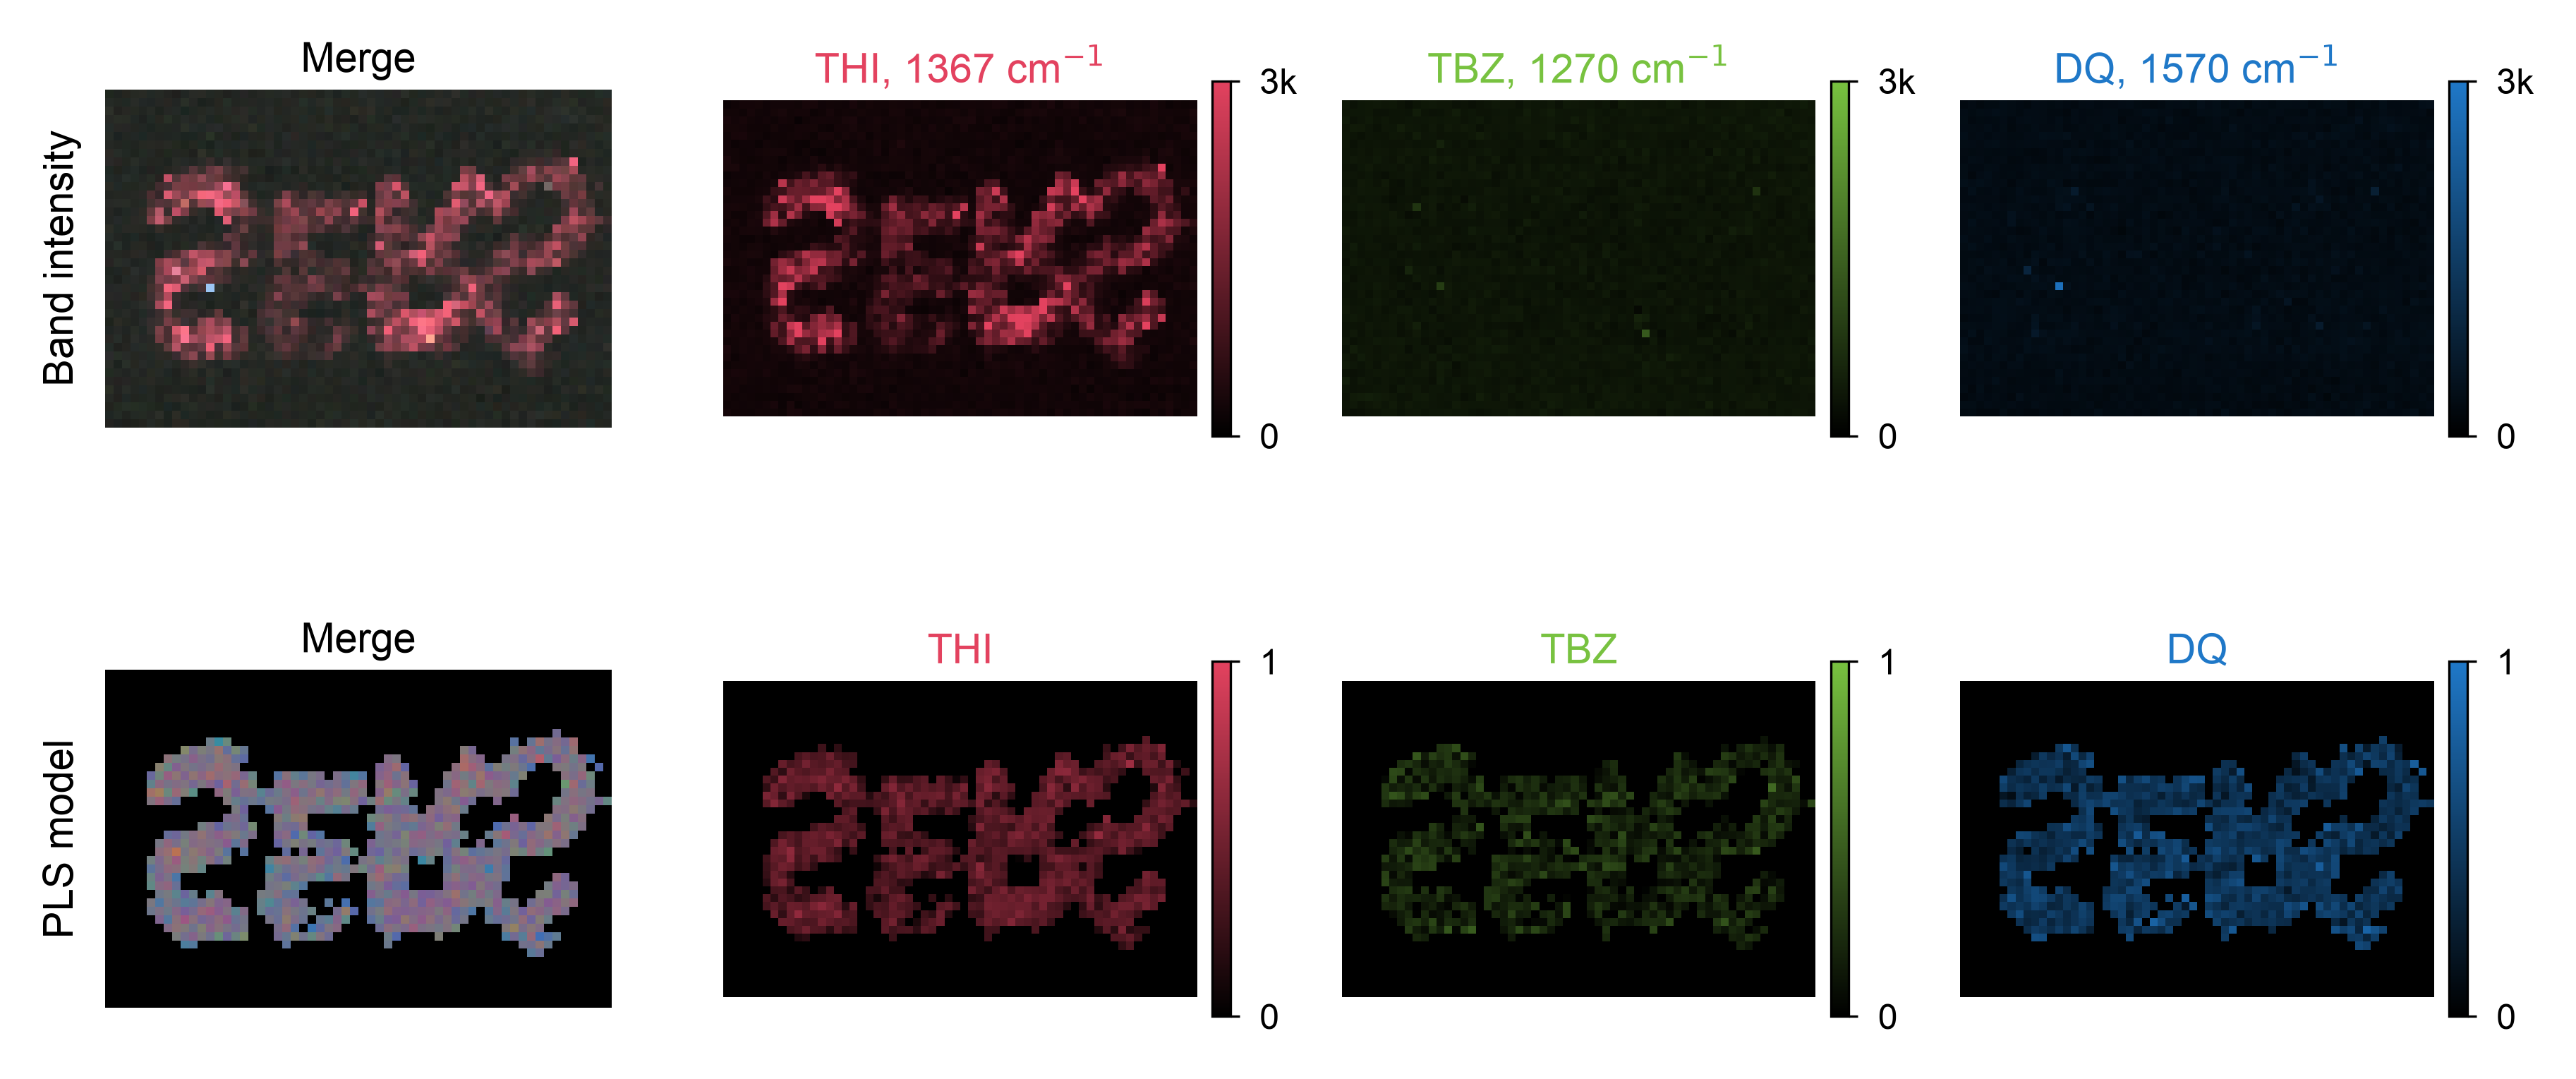 Merge
THI, 1367 cm⁻¹
TBZ, 1270 cm⁻¹
DQ, 1570 cm⁻¹
Band intensity
3k
0
3k
0
3k
0
Merge
THI
TBZ
DQ
PLS model
1
0
1
0
1
0